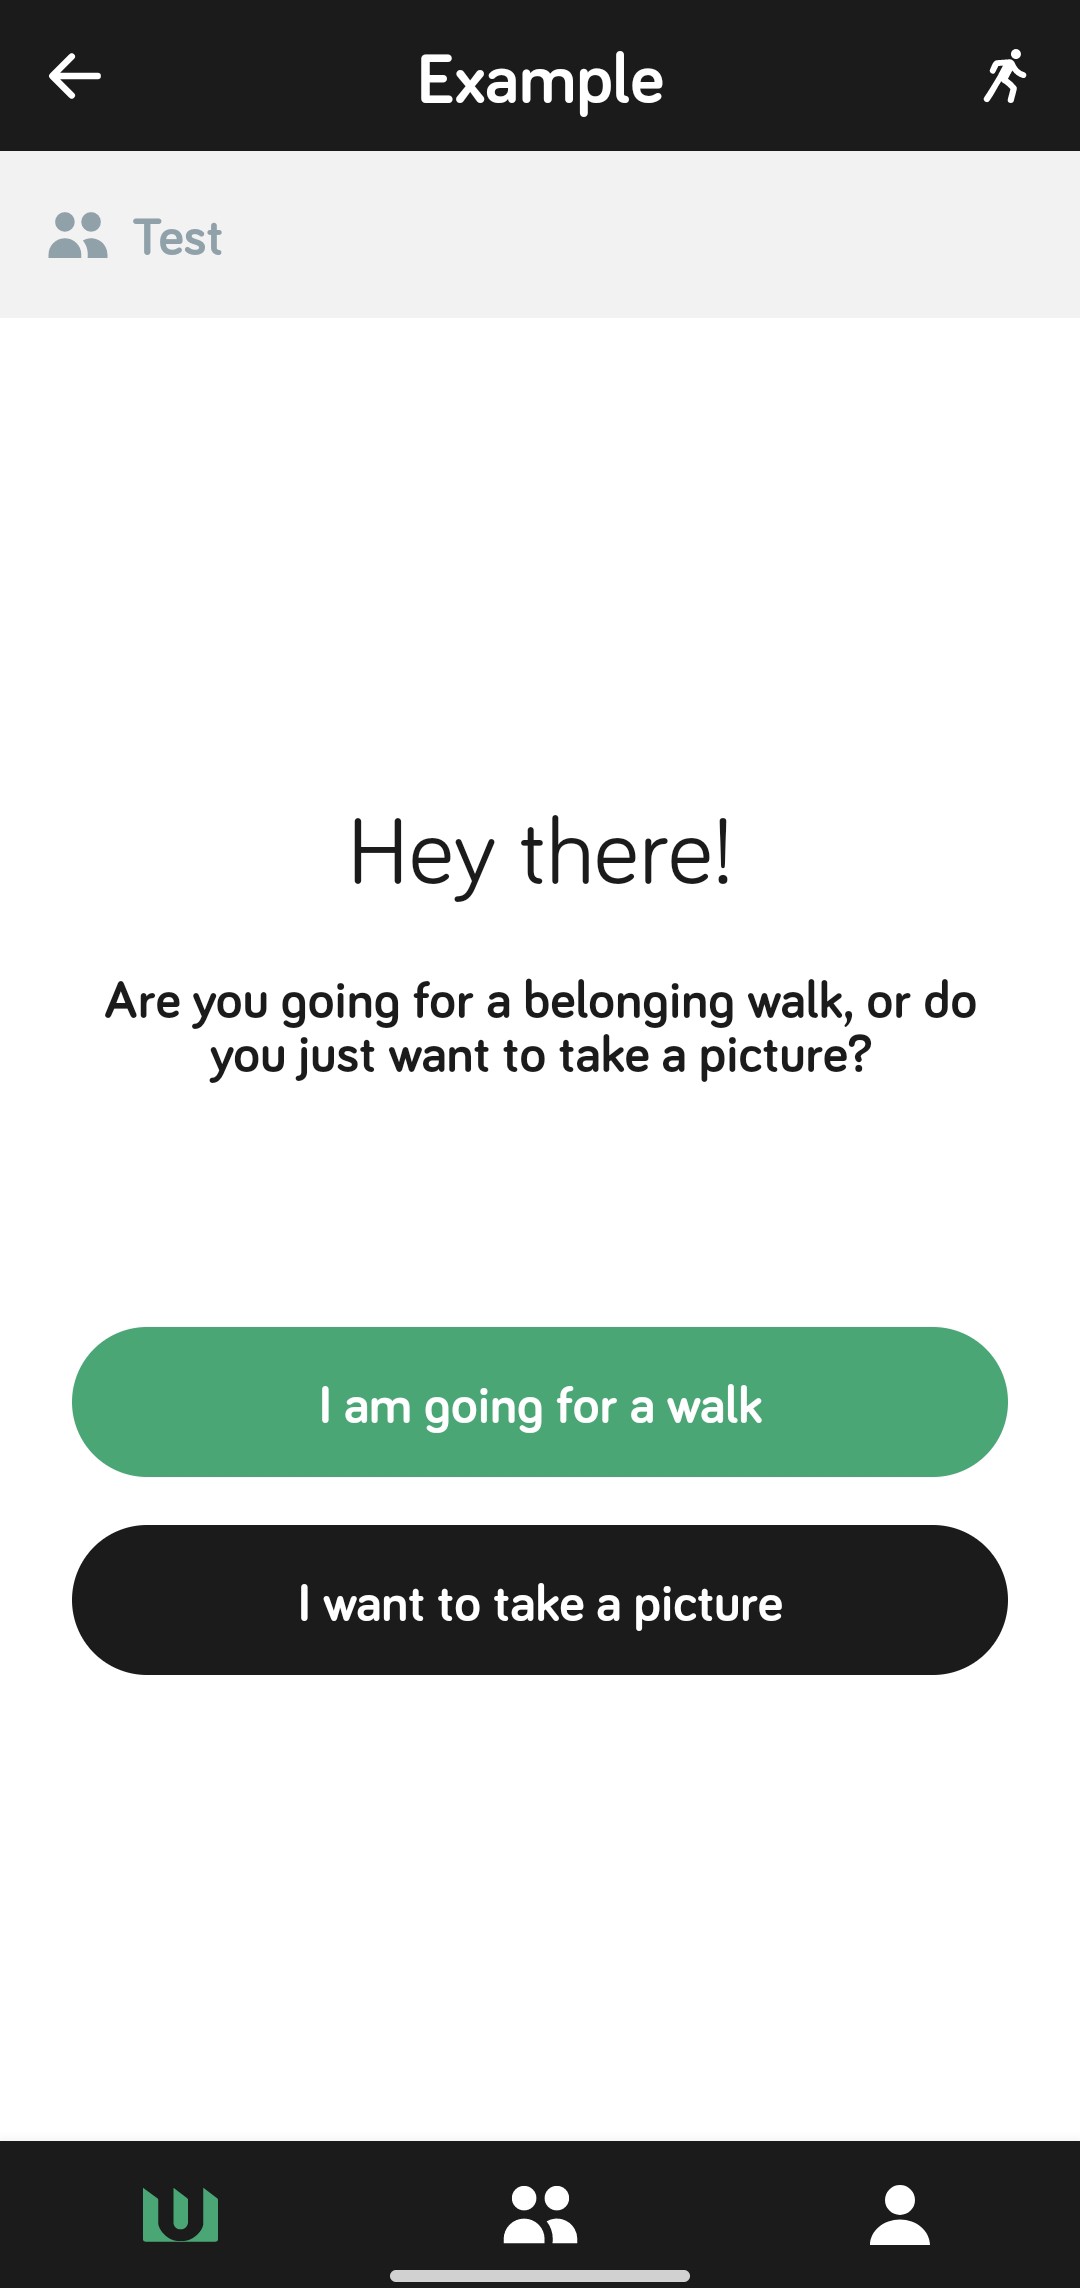 Example
Test
Hey there!
Are you going for a belonging walk, or do
you just want to take a picture?
I am going for a walk
I want to take a picture